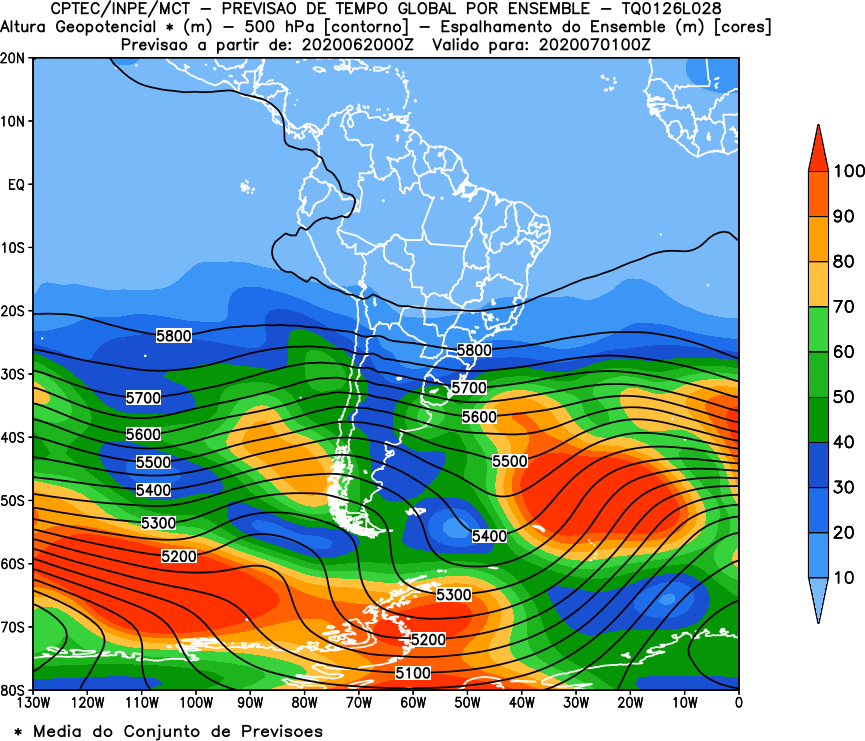 CPTEC/INPE/MCT – PREVISAO DE TEMPO GLOBAL POR ENSEMBLE – TQ0126L028
Altura Geopotencial * (m) – 500 hPa [contorno] – Espalhamento do Ensemble (m) [cores]
Previsao a partir de: 2020062000Z Valido para: 2020070100Z
20N
10N
EQ
10S
20S
30S
40S
50S
60S
70S
80S
5800
5800
5700
5700
5600
5600
5500
5500
5400
5400
5300
5300
5200
5200
5100
100
90
80
70
60
50
40
30
20
10
130W 120W 110W 100W 90W 80W 70W 60W 50W 40W 30W 20W 10W 0
* Media do Conjunto de Previsoes